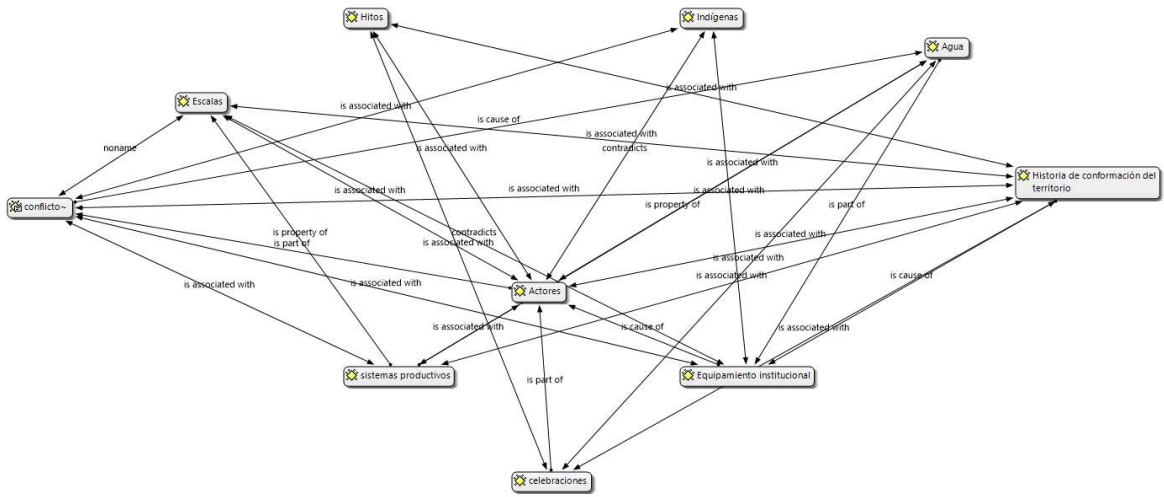 Hitos
Indígenas
Agua
is associated with
Escalas
is associated with
is cause of
is associated with
noname
is associated with
contradicts
is associated with
Historia de conformación del
territorio
is associated with
is associated with
is associated with
conflicto~
is property of
is part of
is property of
contradicts
is part of
is associated with
is associated with
is associated with
is associated with
is associated with
is cause of
is associated with
Actores
is associated with
is cause of
is associated with
sistemas productivos
Equipamiento institucional
is part of
celebraciones